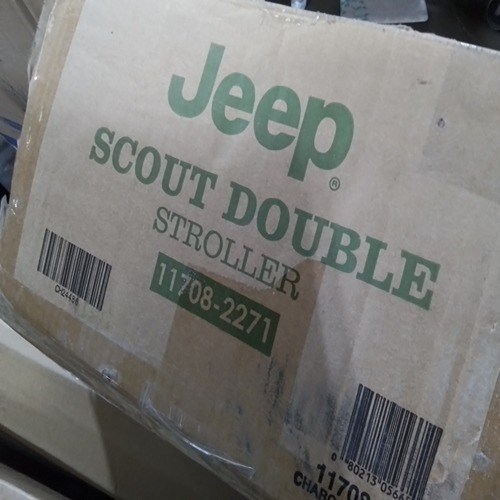 Jeep®
SCOUT DOUBLE
STROLLER
11708-2271